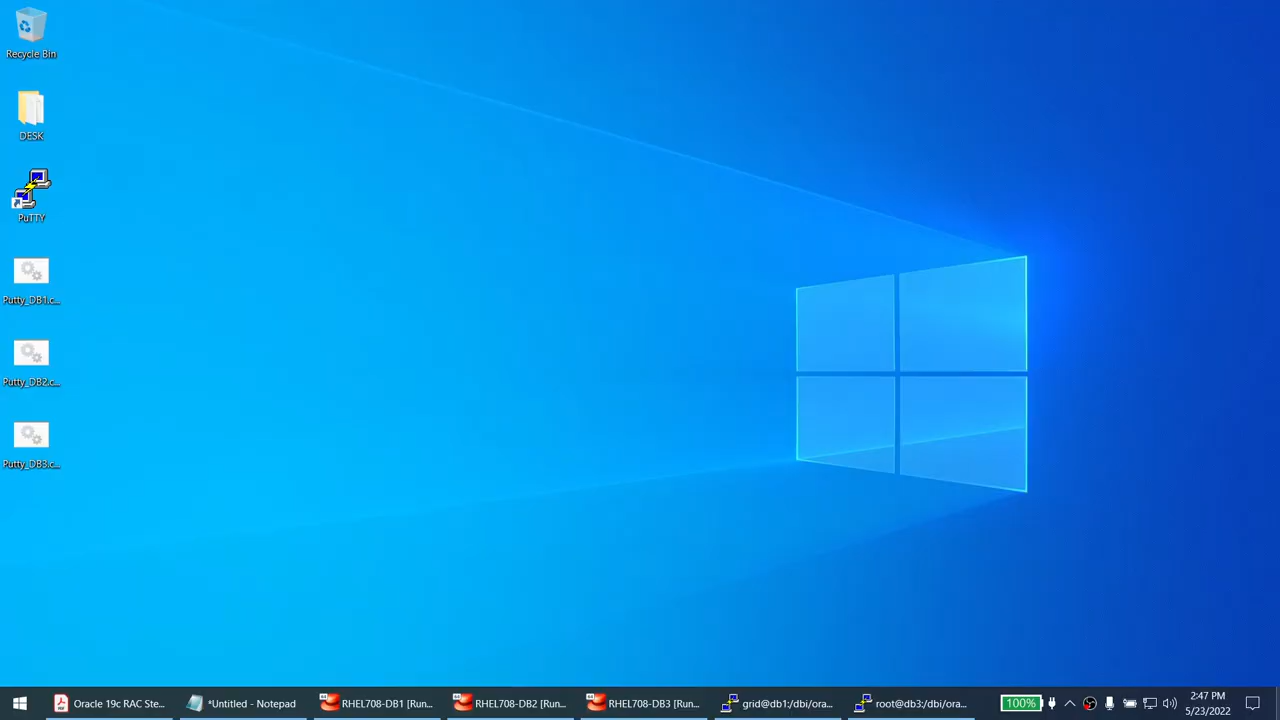 Recycle Bin
DESK
PuTTY
Putty_DB1.c...
Putty_DB2.c...
Putty_DB3.c...
Oracle 19c RAC Ste...
*Untitled - Notepad
RHEL708-DB1 [Run...
RHEL708-DB2 [Run...
RHEL708-DB3 [Run...
grid@db1:/dbi/ora...
root@db3:/dbi/ora...
100%
2:47 PM
5/23/2022